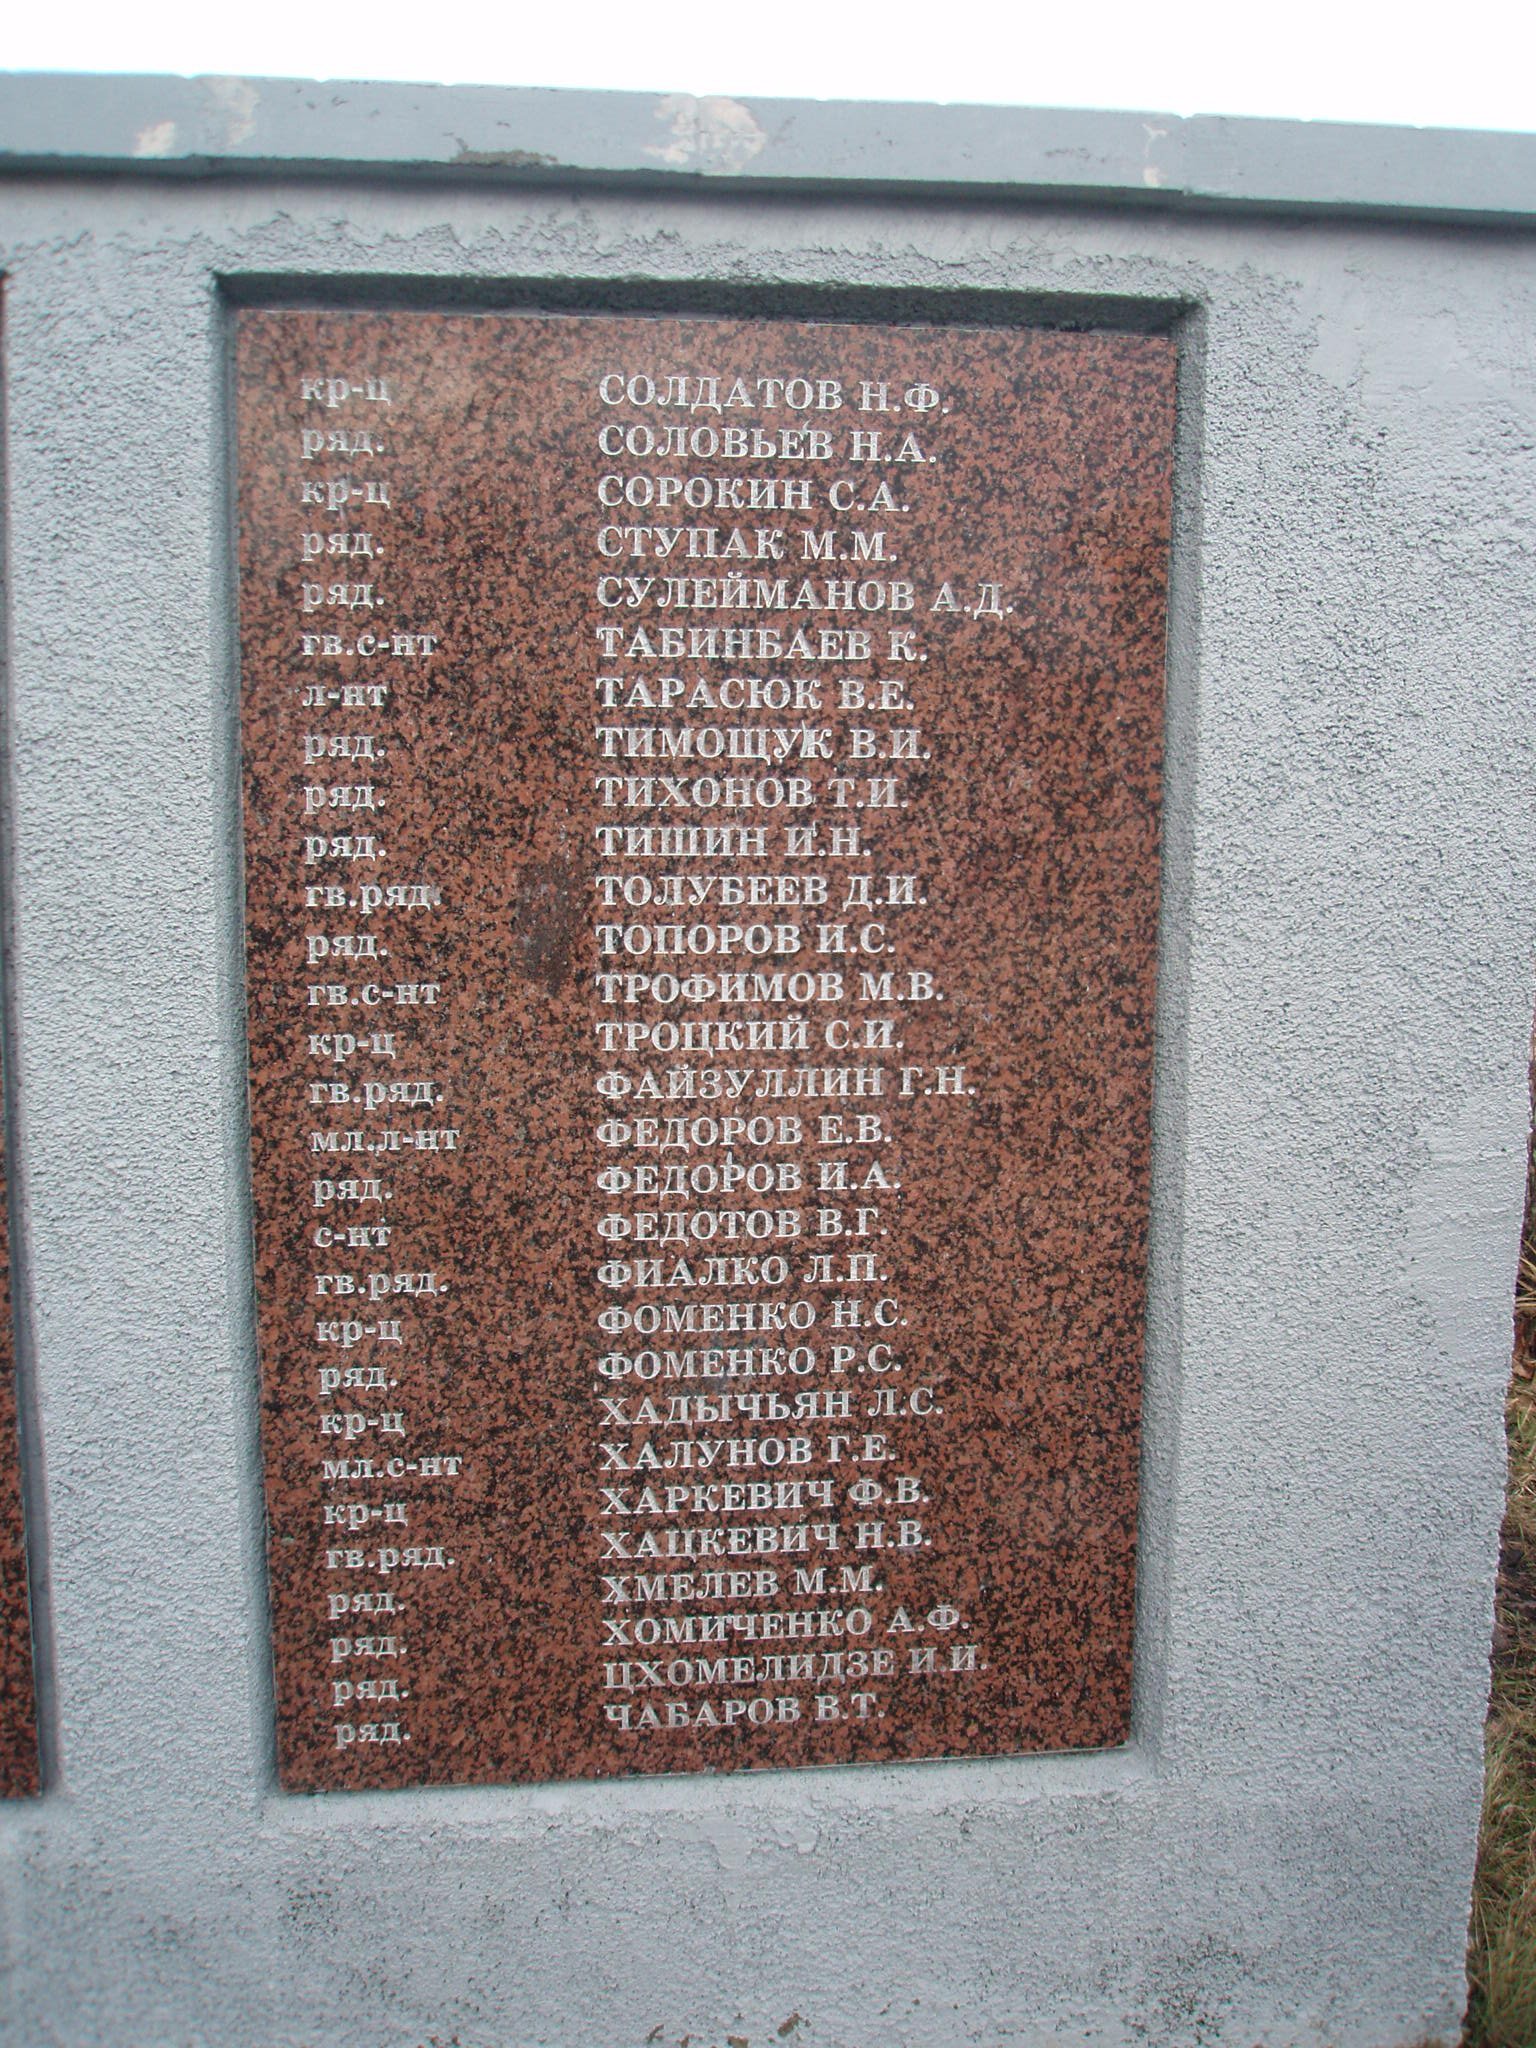 кр-ц СОЛДАТОВ Н.Ф.
ряд. СОЛОВЬЕВ Н.А.
кр-ц СОРОКИН С.А.
ряд. СТУПАК М.М.
ряд. СУЛЕЙМАНОВ А.Д.
гв.с-нт ТАБИНБАЕВ К.
л-нт ТАРАСЮК В.Е.
ряд. ТИМОЩУК В.И.
ряд. ТИХОНОВ Т.И.
ряд. ТИШИН И.Н.
гв.ряд. ТОЛУБЕЕВ Д.И.
ряд. ТОПОРОВ И.С.
гв.с-нт ТРОФИМОВ М.В.
кр-ц ТРОЦКИЙ С.И.
гв.ряд. ФАЙЗУЛЛИН Г.Н.
мл.л-нт ФЕДОРОВ Е.В.
ряд. ФЕДОРОВ И.А.
с-нт ФЕДОТОВ В.Г.
гв.ряд. ФИАЛКО Л.П.
кр-ц ФОМЕНКО Н.С.
ряд. ФОМЕНКО Р.С.
кр-ц ХАДЫЧЬЯН Л.С.
мл.с-нт ХАЛУНОВ Г.Е.
кр-ц ХАРКЕВИЧ Ф.В.
гв.ряд. ХАЦКЕВИЧ Н.В.
ряд. ХМЕЛЕВ М.М.
ряд. ХОМИЧЕНКО А.Ф.
ряд. ЦХОМЕЛИДЗЕ И.И.
ряд. ЧАБАРОВ В.Т.